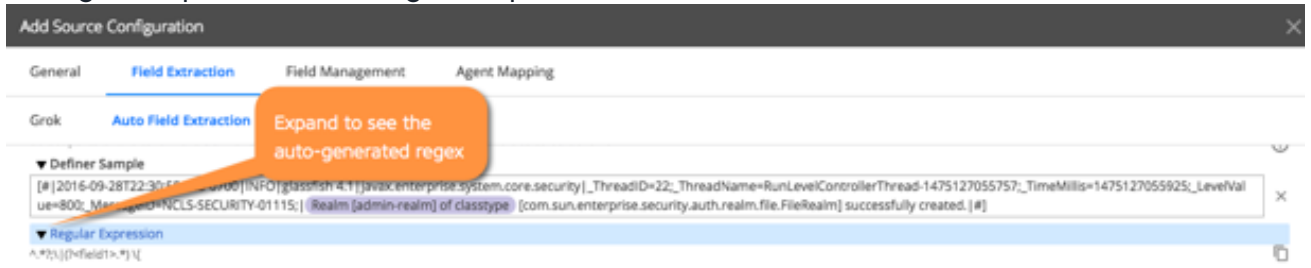 Add Source Configuration
General Field Extraction Field Management Agent Mapping
Grok Auto Field Extraction
Expand to see the
auto-generated regex
▼ Definer Sample
[#|2016-09-28T22:30: 0700|INFO|glassfish 4.1|javax.enterprise.system.core.security|_ThreadID=22;_ThreadName=RunLevelControllerThread-1475127055757;_TimeMillis=1475127055925;_LevelVal
ue=800;_MessageID=NCLS-SECURITY-01115;| Realm [admin-realm] of classtype [com.sun.enterprise.security.auth.realm.file.FileRealm] successfully created.|#]
▼ Regular Expression
^.*?;\|(?<field1>.*) \[